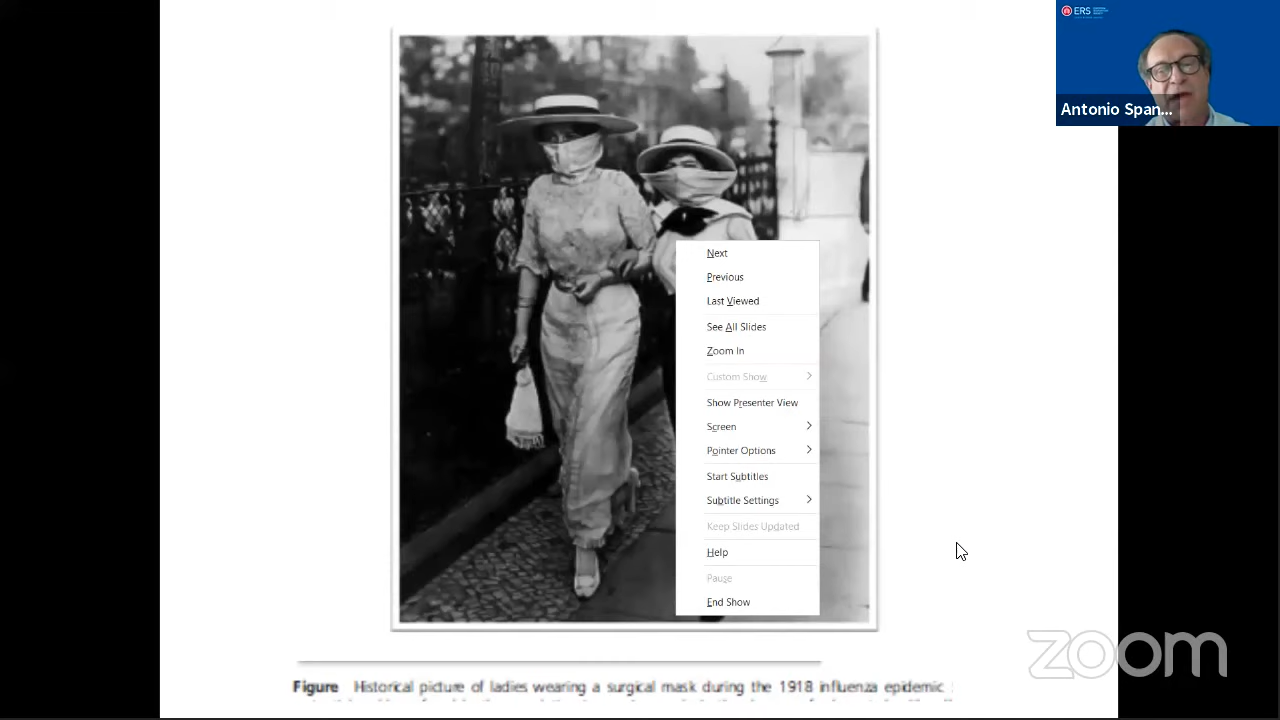 ERS
Antonio Span...
Next
Previous
Last Viewed
See All Slides
Zoom In
Custom Show
Show Presenter View
Screen
Pointer Options
Start Subtitles
Subtitle Settings
Keep Slides Updated
Help
Pause
End Show
zoom
Figure Historical picture of ladies wearing a surgical mask during the 1918 influenza epidemic